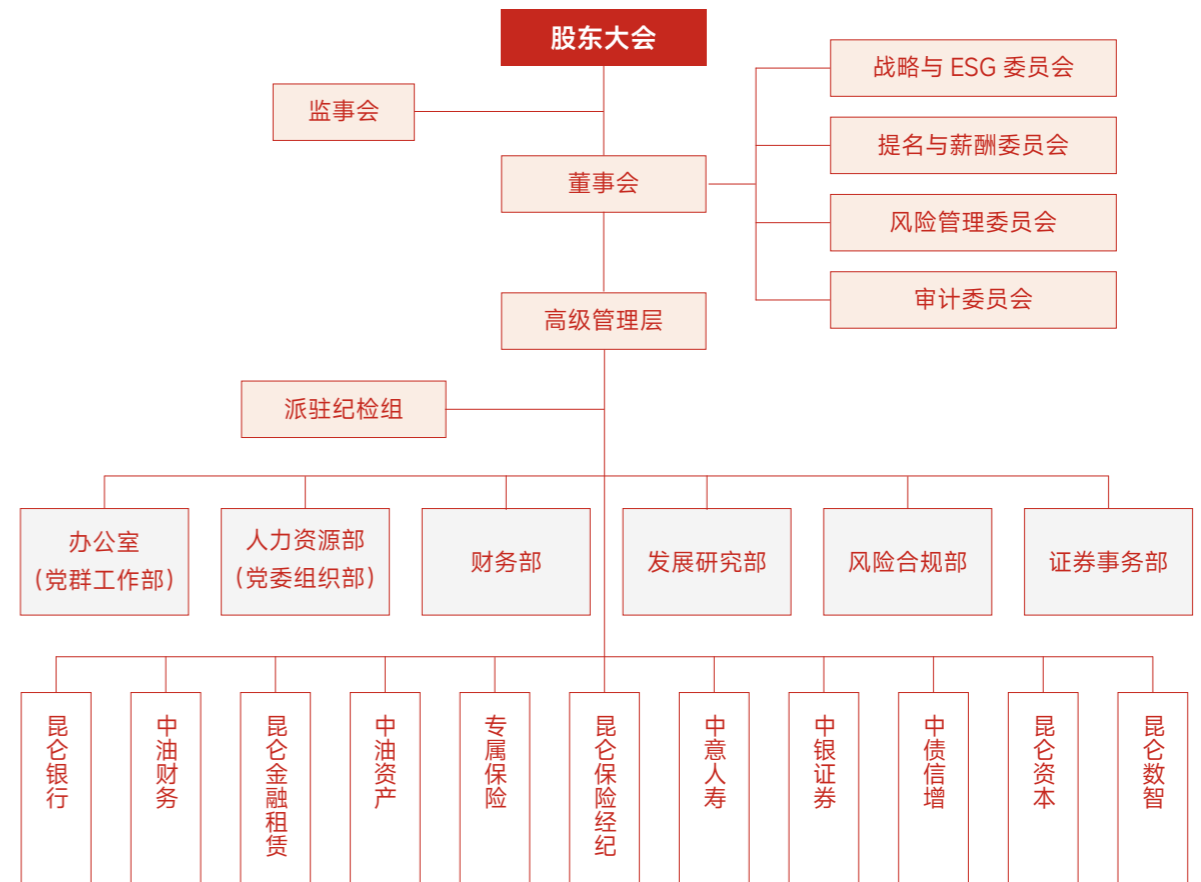 股东大会
战略与 ESG 委员会
监事会
提名与薪酬委员会
董事会
风险管理委员会
审计委员会
高级管理层
派驻纪检组
办公室
（党群工作部）
人力资源部
（党委组织部）
财务部
发展研究部
风险合规部
证券事务部
昆仑银行
中油财务
昆仑金融租赁
中油资产
专属保险
昆仑保险经纪
中意人寿
中银证券
中债信增
昆仑资本
昆仑数智